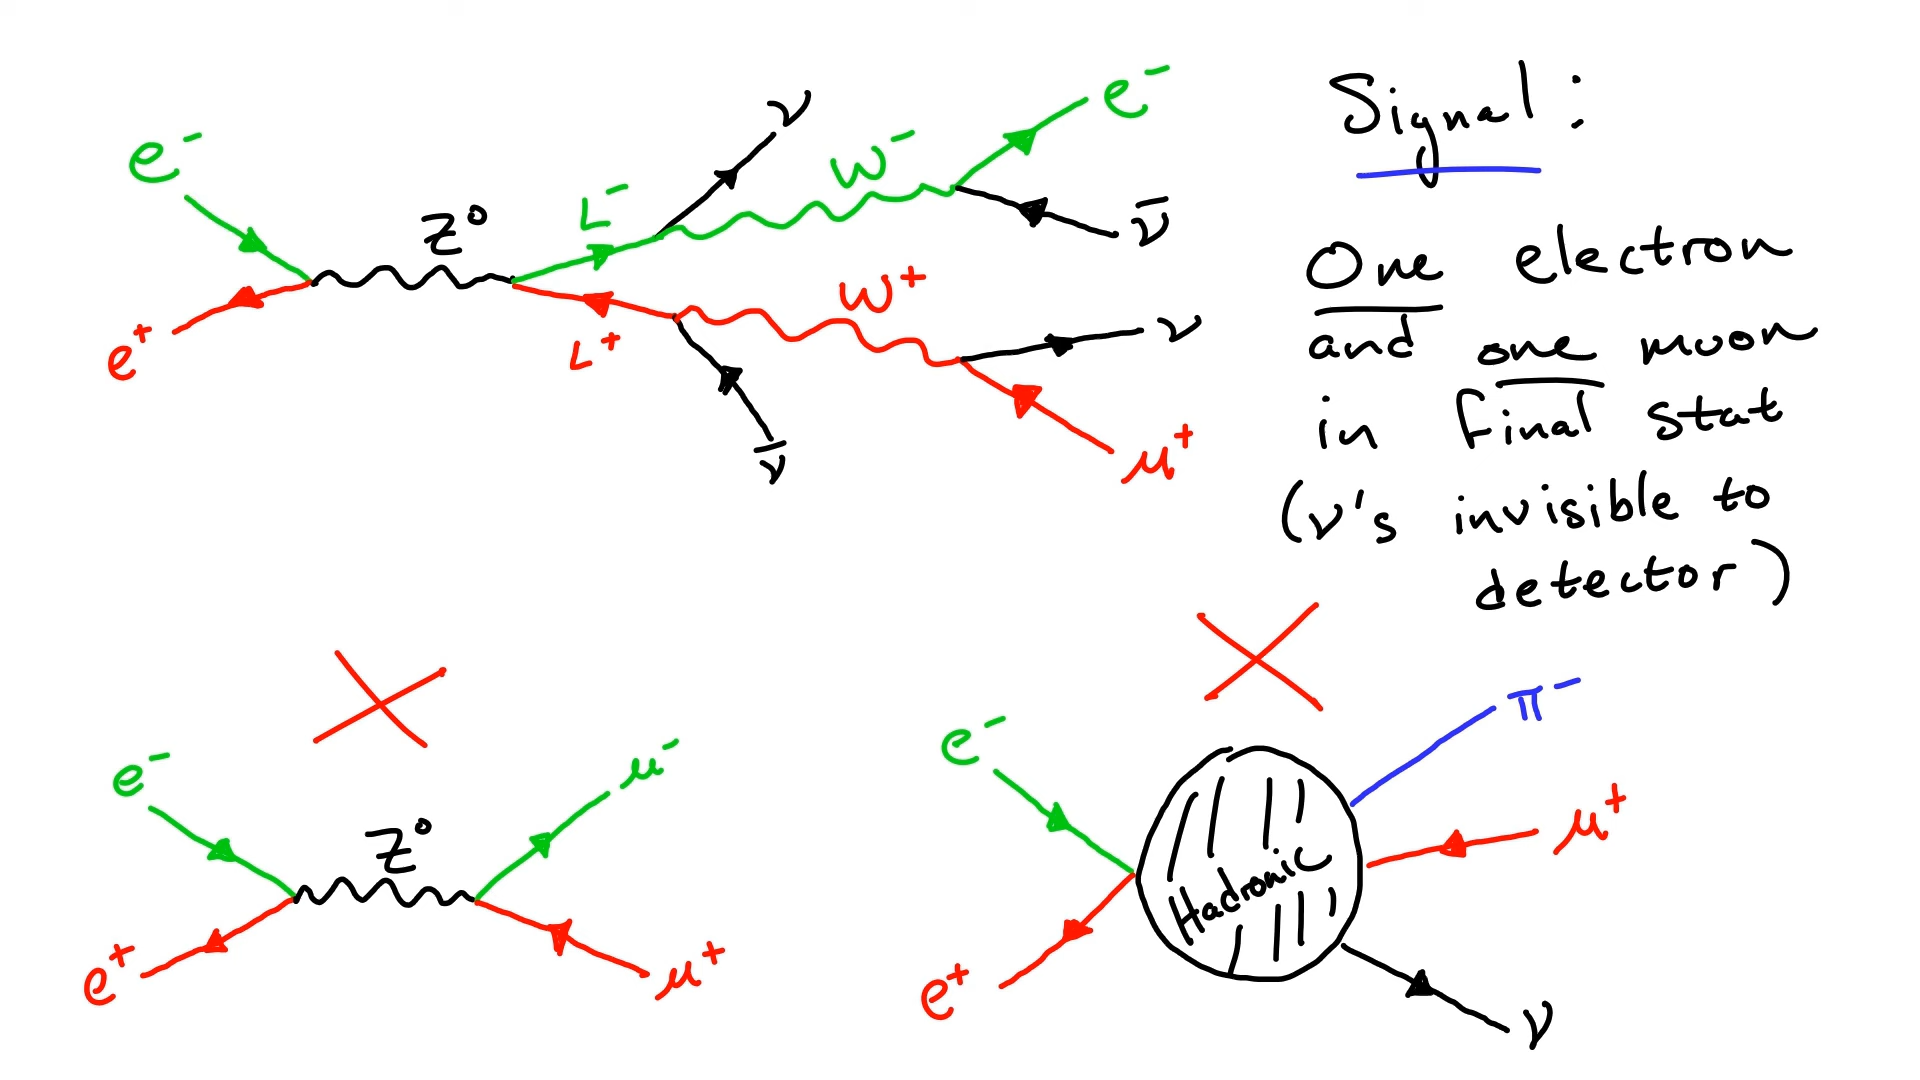 e⁻
e⁺
Z⁰
L⁻
L⁺
ν
W⁻
e⁻
ν̅
W⁺
ν
μ⁺
ν̅
Signal:
One electron
and one muon
in final stat
(ν's invisible to
detector)
e⁻
e⁺
Z⁰
μ⁻
μ⁺
e⁻
e⁺
Hadronic
π⁻
μ⁺
ν